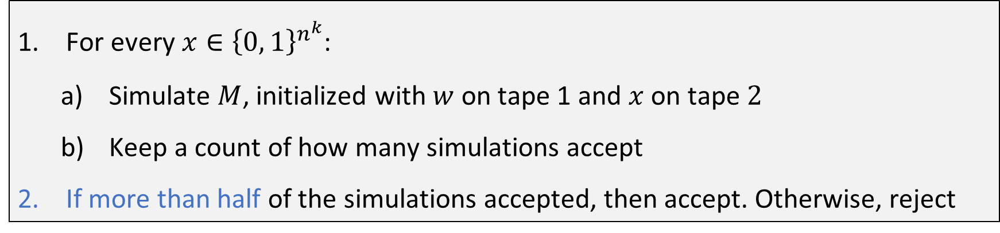 1. For every 𝑥 ∈ {0, 1}^{𝑛^𝑘}:
a) Simulate 𝑀, initialized with 𝑤 on tape 1 and 𝑥 on tape 2
b) Keep a count of how many simulations accept
2. If more than half of the simulations accepted, then accept. Otherwise, reject